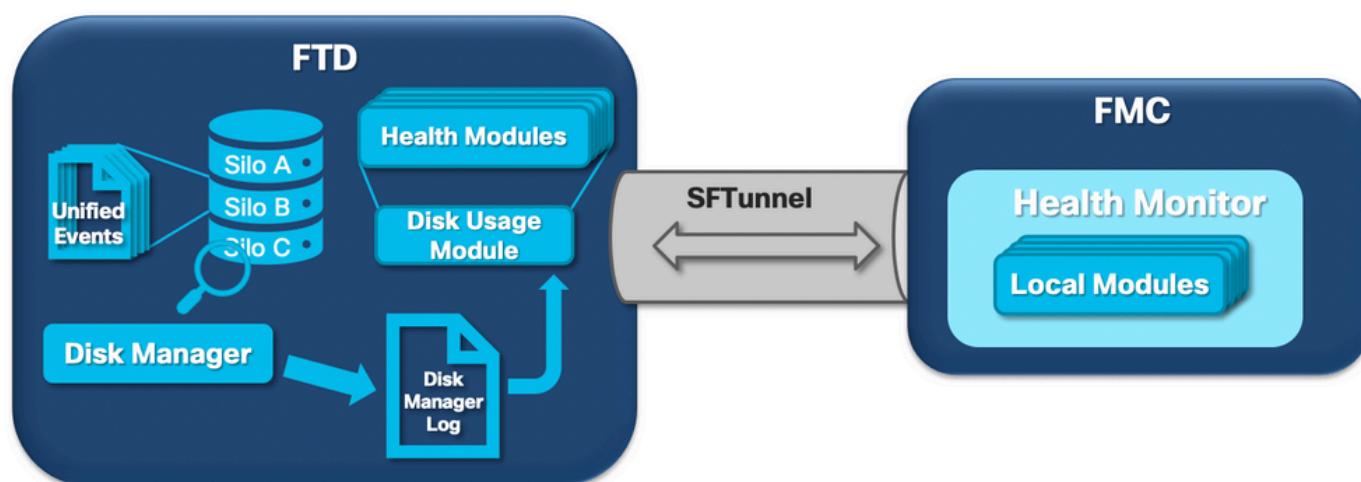 FTD
Health Modules
Silo A
Silo B
Silo C
Unified
Events
Disk Usage
Module
Disk Manager
Disk
Manager
Log
SFTunnel
FMC
Health Monitor
Local Modules